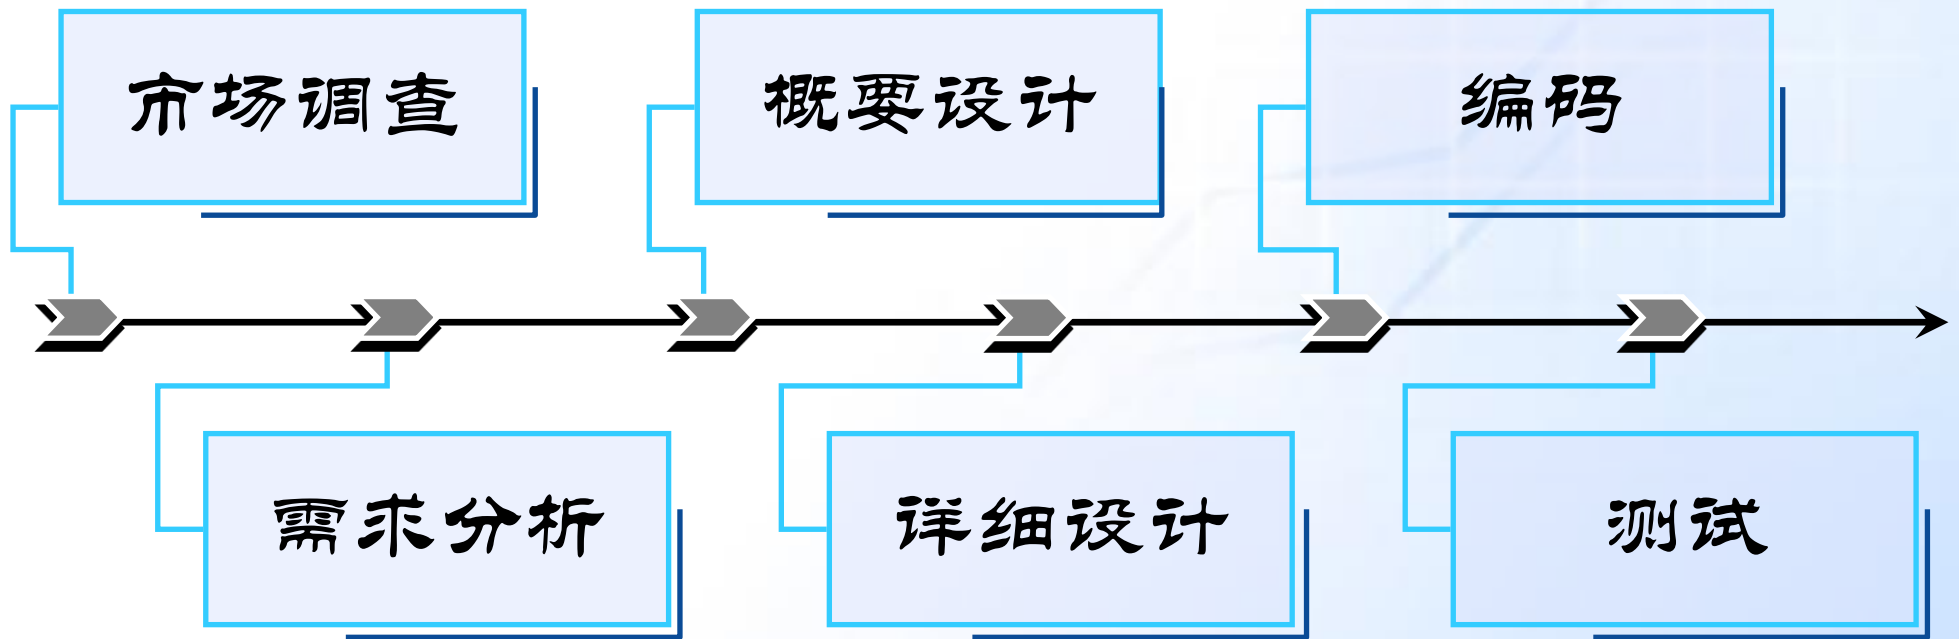 市场调查
概要设计
编码
需求分析
详细设计
测试